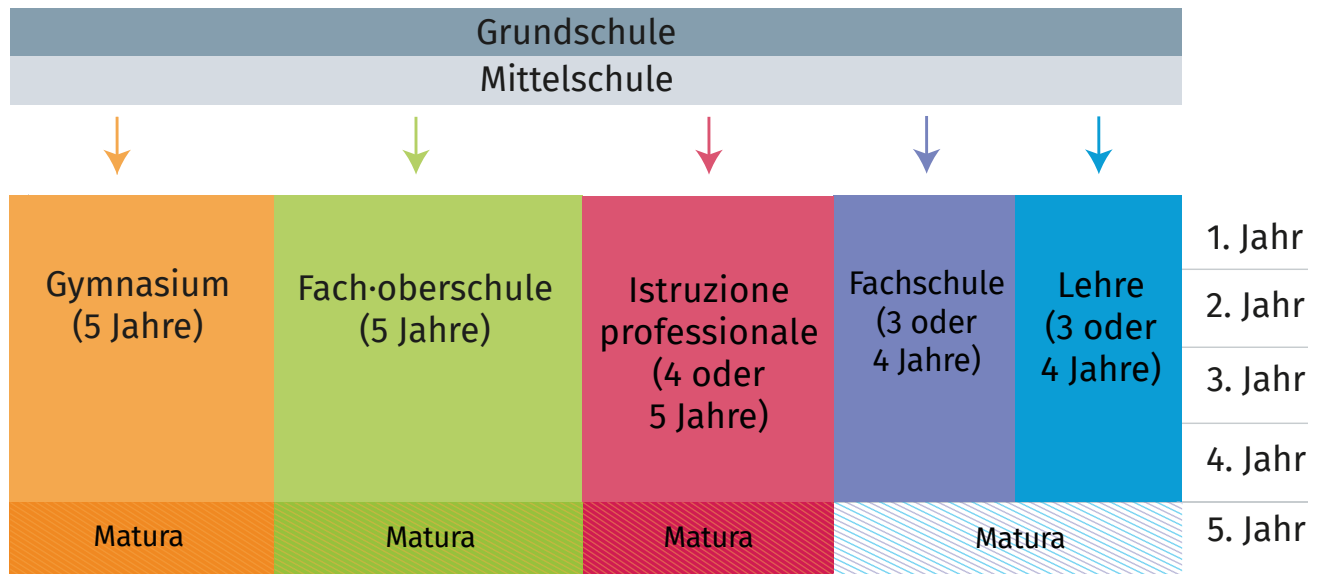 Grundschule
Mittelschule
Gymnasium
(5 Jahre)
Fach·oberschule
(5 Jahre)
Istruzione
professionale
(4 oder
5 Jahre)
Fachschule
(3 oder
4 Jahre)
Lehre
(3 oder
4 Jahre)
1. Jahr
2. Jahr
3. Jahr
4. Jahr
Matura
Matura
Matura
Matura
5. Jahr